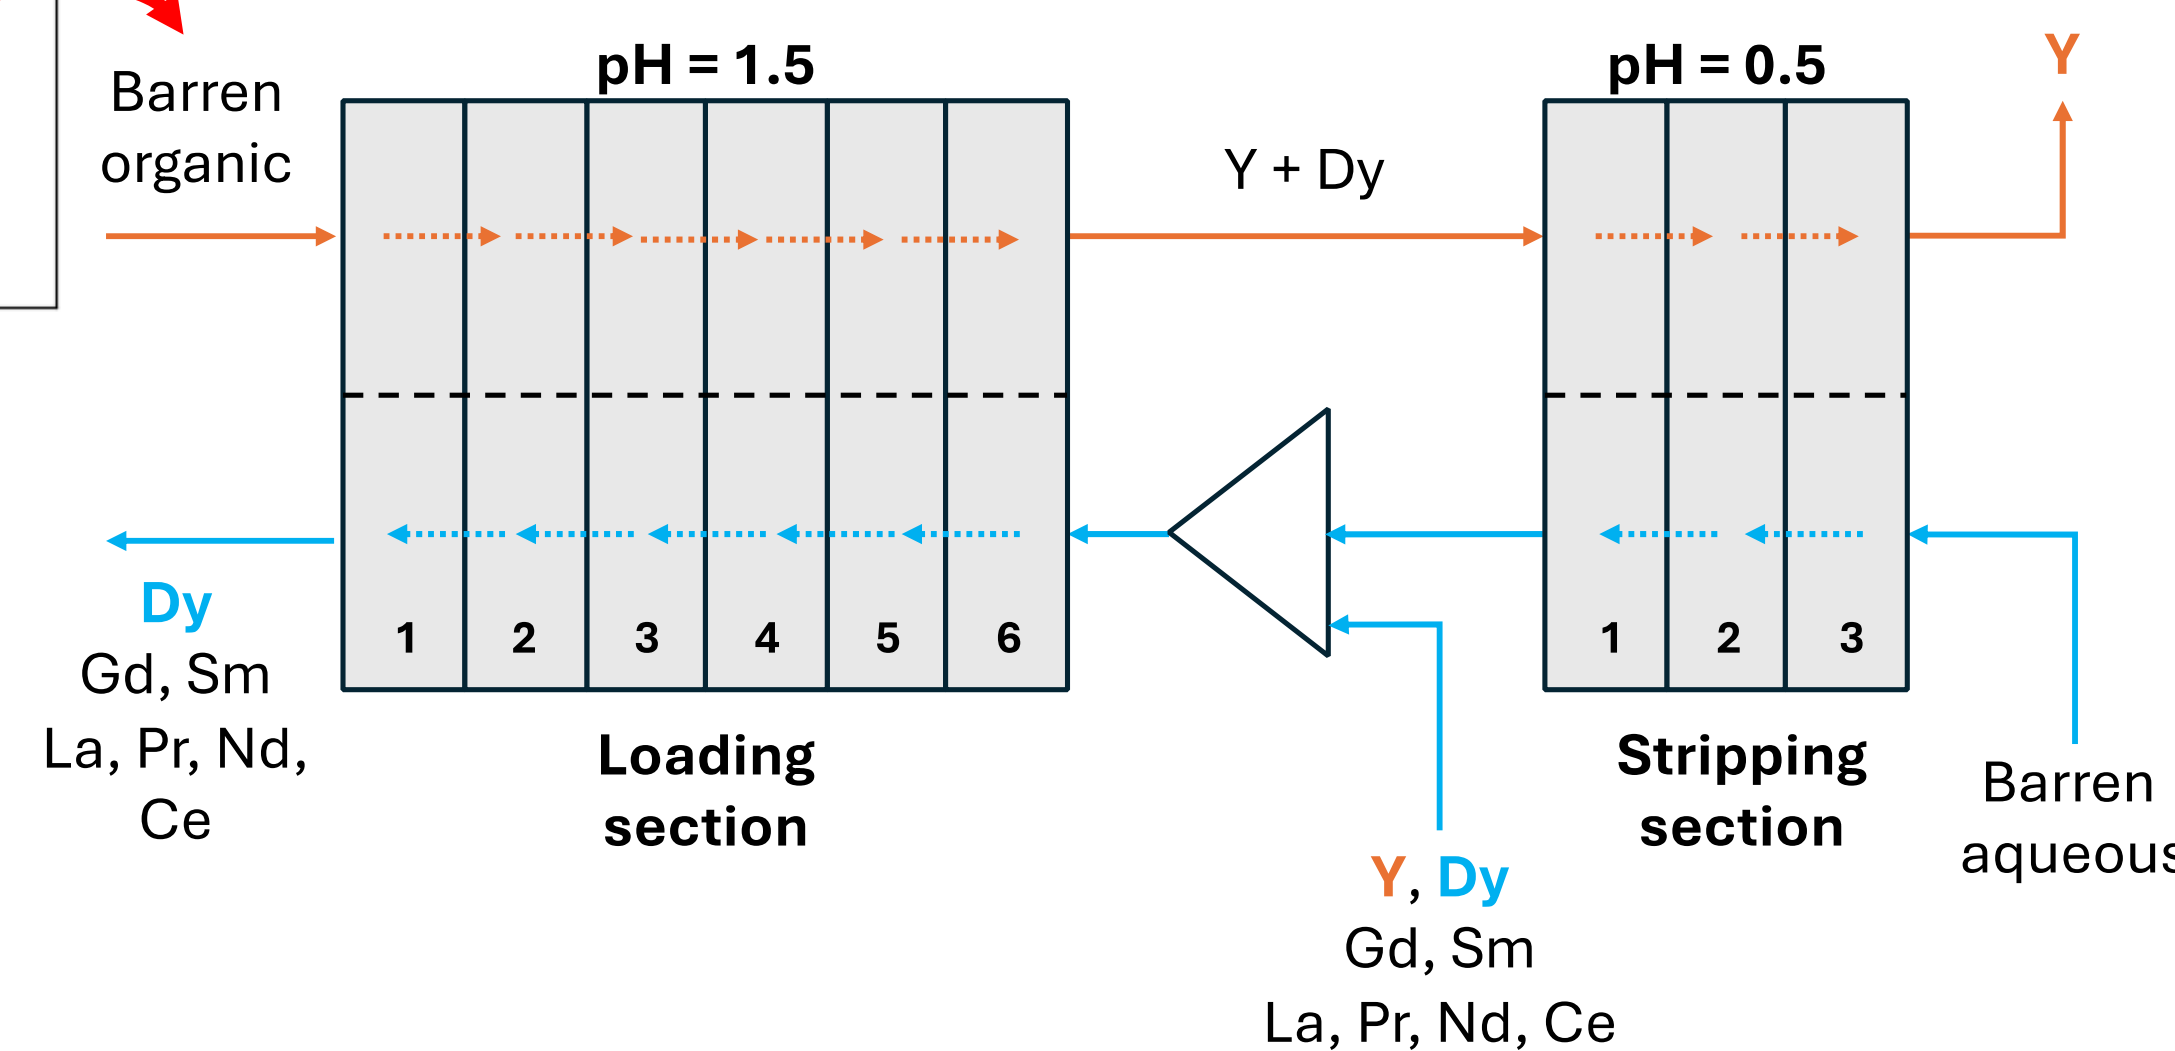 pH = 1.5
pH = 0.5
Y
Barren
organic
Y + Dy
Dy
Gd, Sm
La, Pr, Nd,
Ce
1 2 3 4 5 6
1 2 3
Loading
section
Stripping
section
Barren
aqueous
Y, Dy
Gd, Sm
La, Pr, Nd, Ce